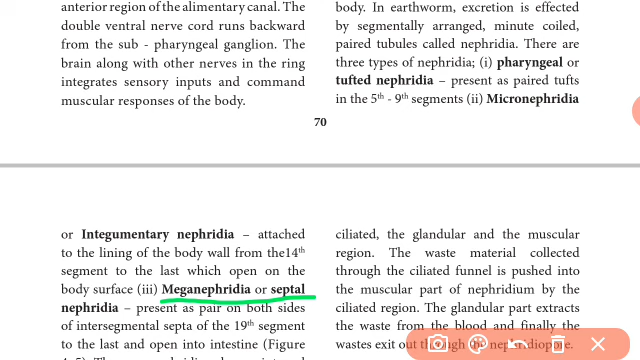 anterior region of the alimentary canal. The
double ventral nerve cord runs backward
from the sub - pharyngeal ganglion. The
brain along with other nerves in the ring
integrates sensory inputs and command
muscular responses of the body.
body. In earthworm, excretion is effected
by segmentally arranged, minute coiled,
paired tubules called nephridia. There are
three types of nephridia; (i) pharyngeal or
tufted nephridia – present as paired tufts
in the 5th - 9th segments (ii) Micronephridia
70
or Integumentary nephridia – attached
to the lining of the body wall from the14th
segment to the last which open on the
body surface (iii) Meganephridia or septal
nephridia – present as pair on both sides
of intersegmental septa of the 19th segment
to the last and open into intestine (Figure
ciliated, the glandular and the muscular
region. The waste material collected
through the ciliated funnel is pushed into
the muscular part of nephridium by the
ciliated region. The glandular part extracts
the waste from the blood and finally the
wastes exit out through the nephridiopore.